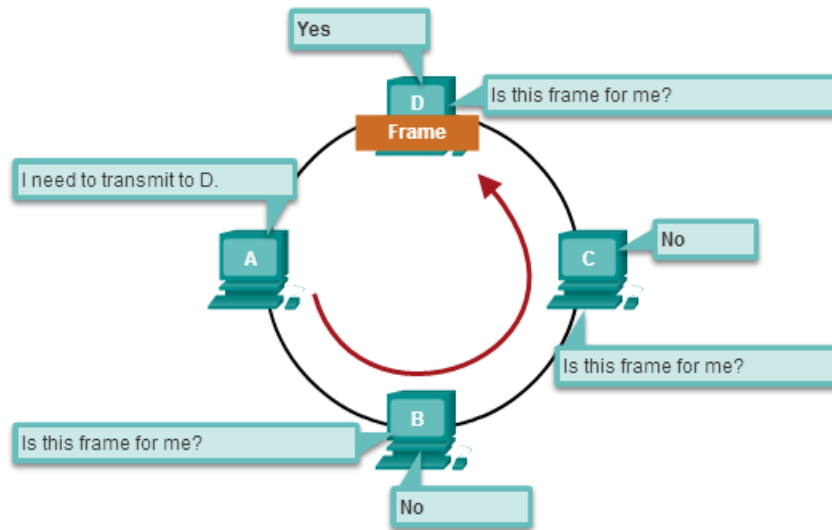 Yes
D
Is this frame for me?
Frame
I need to transmit to D.
A
No
C
Is this frame for me?
B
Is this frame for me?
No